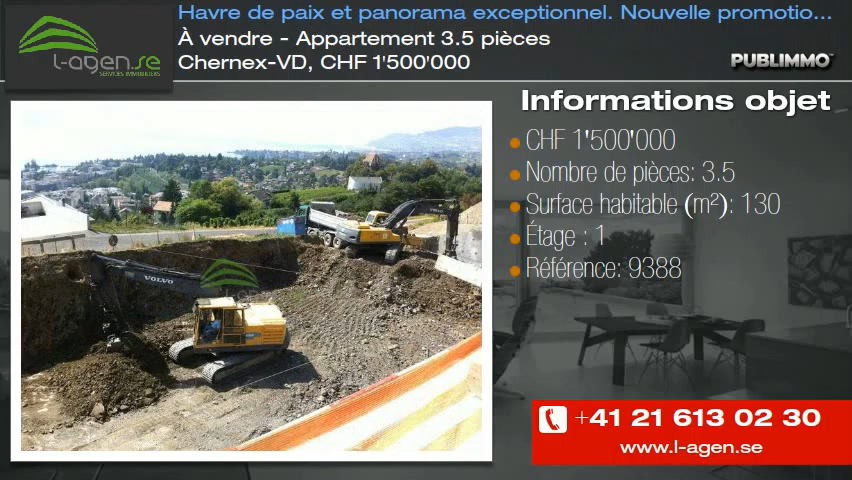 Havre de paix et panorama exceptionnel. Nouvelle promotio...
À vendre - Appartement 3.5 pièces
Chernex-VD, CHF 1'500'000
l-agen.se
SERVICES IMMOBILIERS
PUBLIMMO
Informations objet
CHF 1'500'000
Nombre de pièces: 3.5
Surface habitable (m²): 130
Étage : 1
Référence: 9388
VOLVO
+41 21 613 02 30
www.l-agen.se